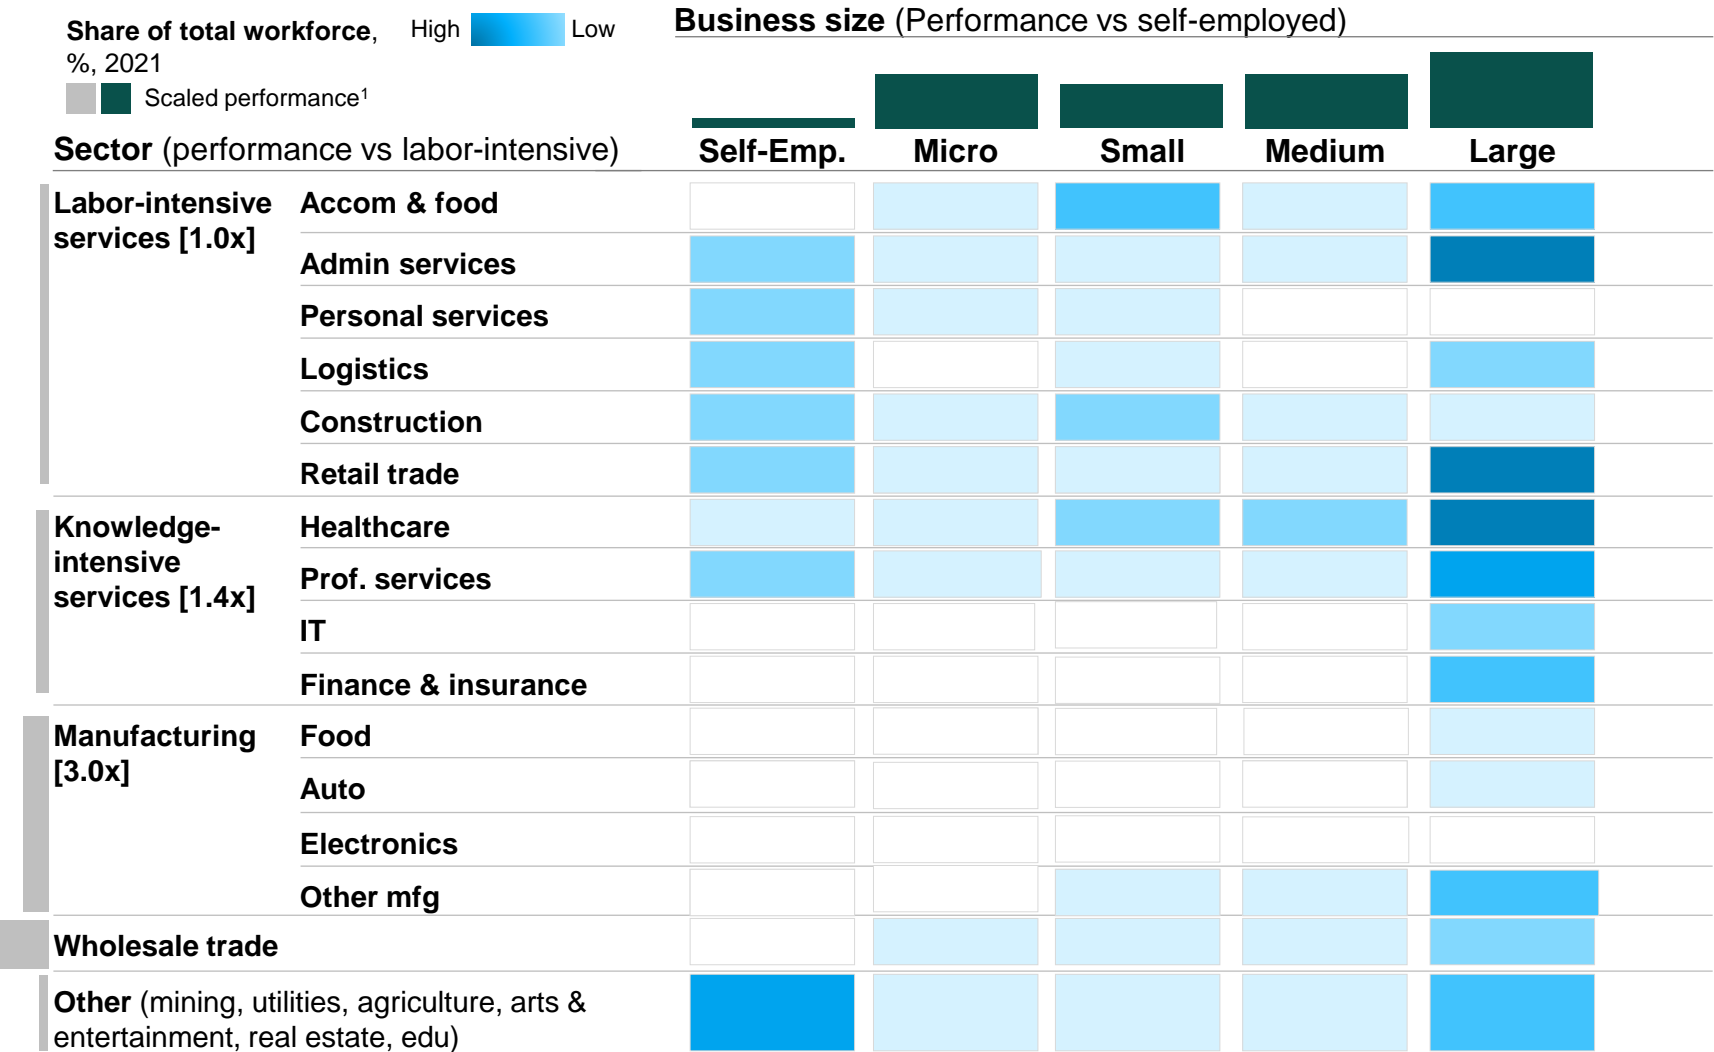 Share of total workforce,
%, 2021
High
Low
Scaled performance¹
Business size (Performance vs self-employed)
Sector (performance vs labor-intensive)
Self-Emp.
Micro
Small
Medium
Large
Labor-intensive
services [1.0x]
Accom & food
Admin services
Personal services
Logistics
Construction
Retail trade
Knowledge-
intensive
services [1.4x]
Healthcare
Prof. services
IT
Finance & insurance
Manufacturing
[3.0x]
Food
Auto
Electronics
Other mfg
Wholesale trade
Other (mining, utilities, agriculture, arts &
entertainment, real estate, edu)